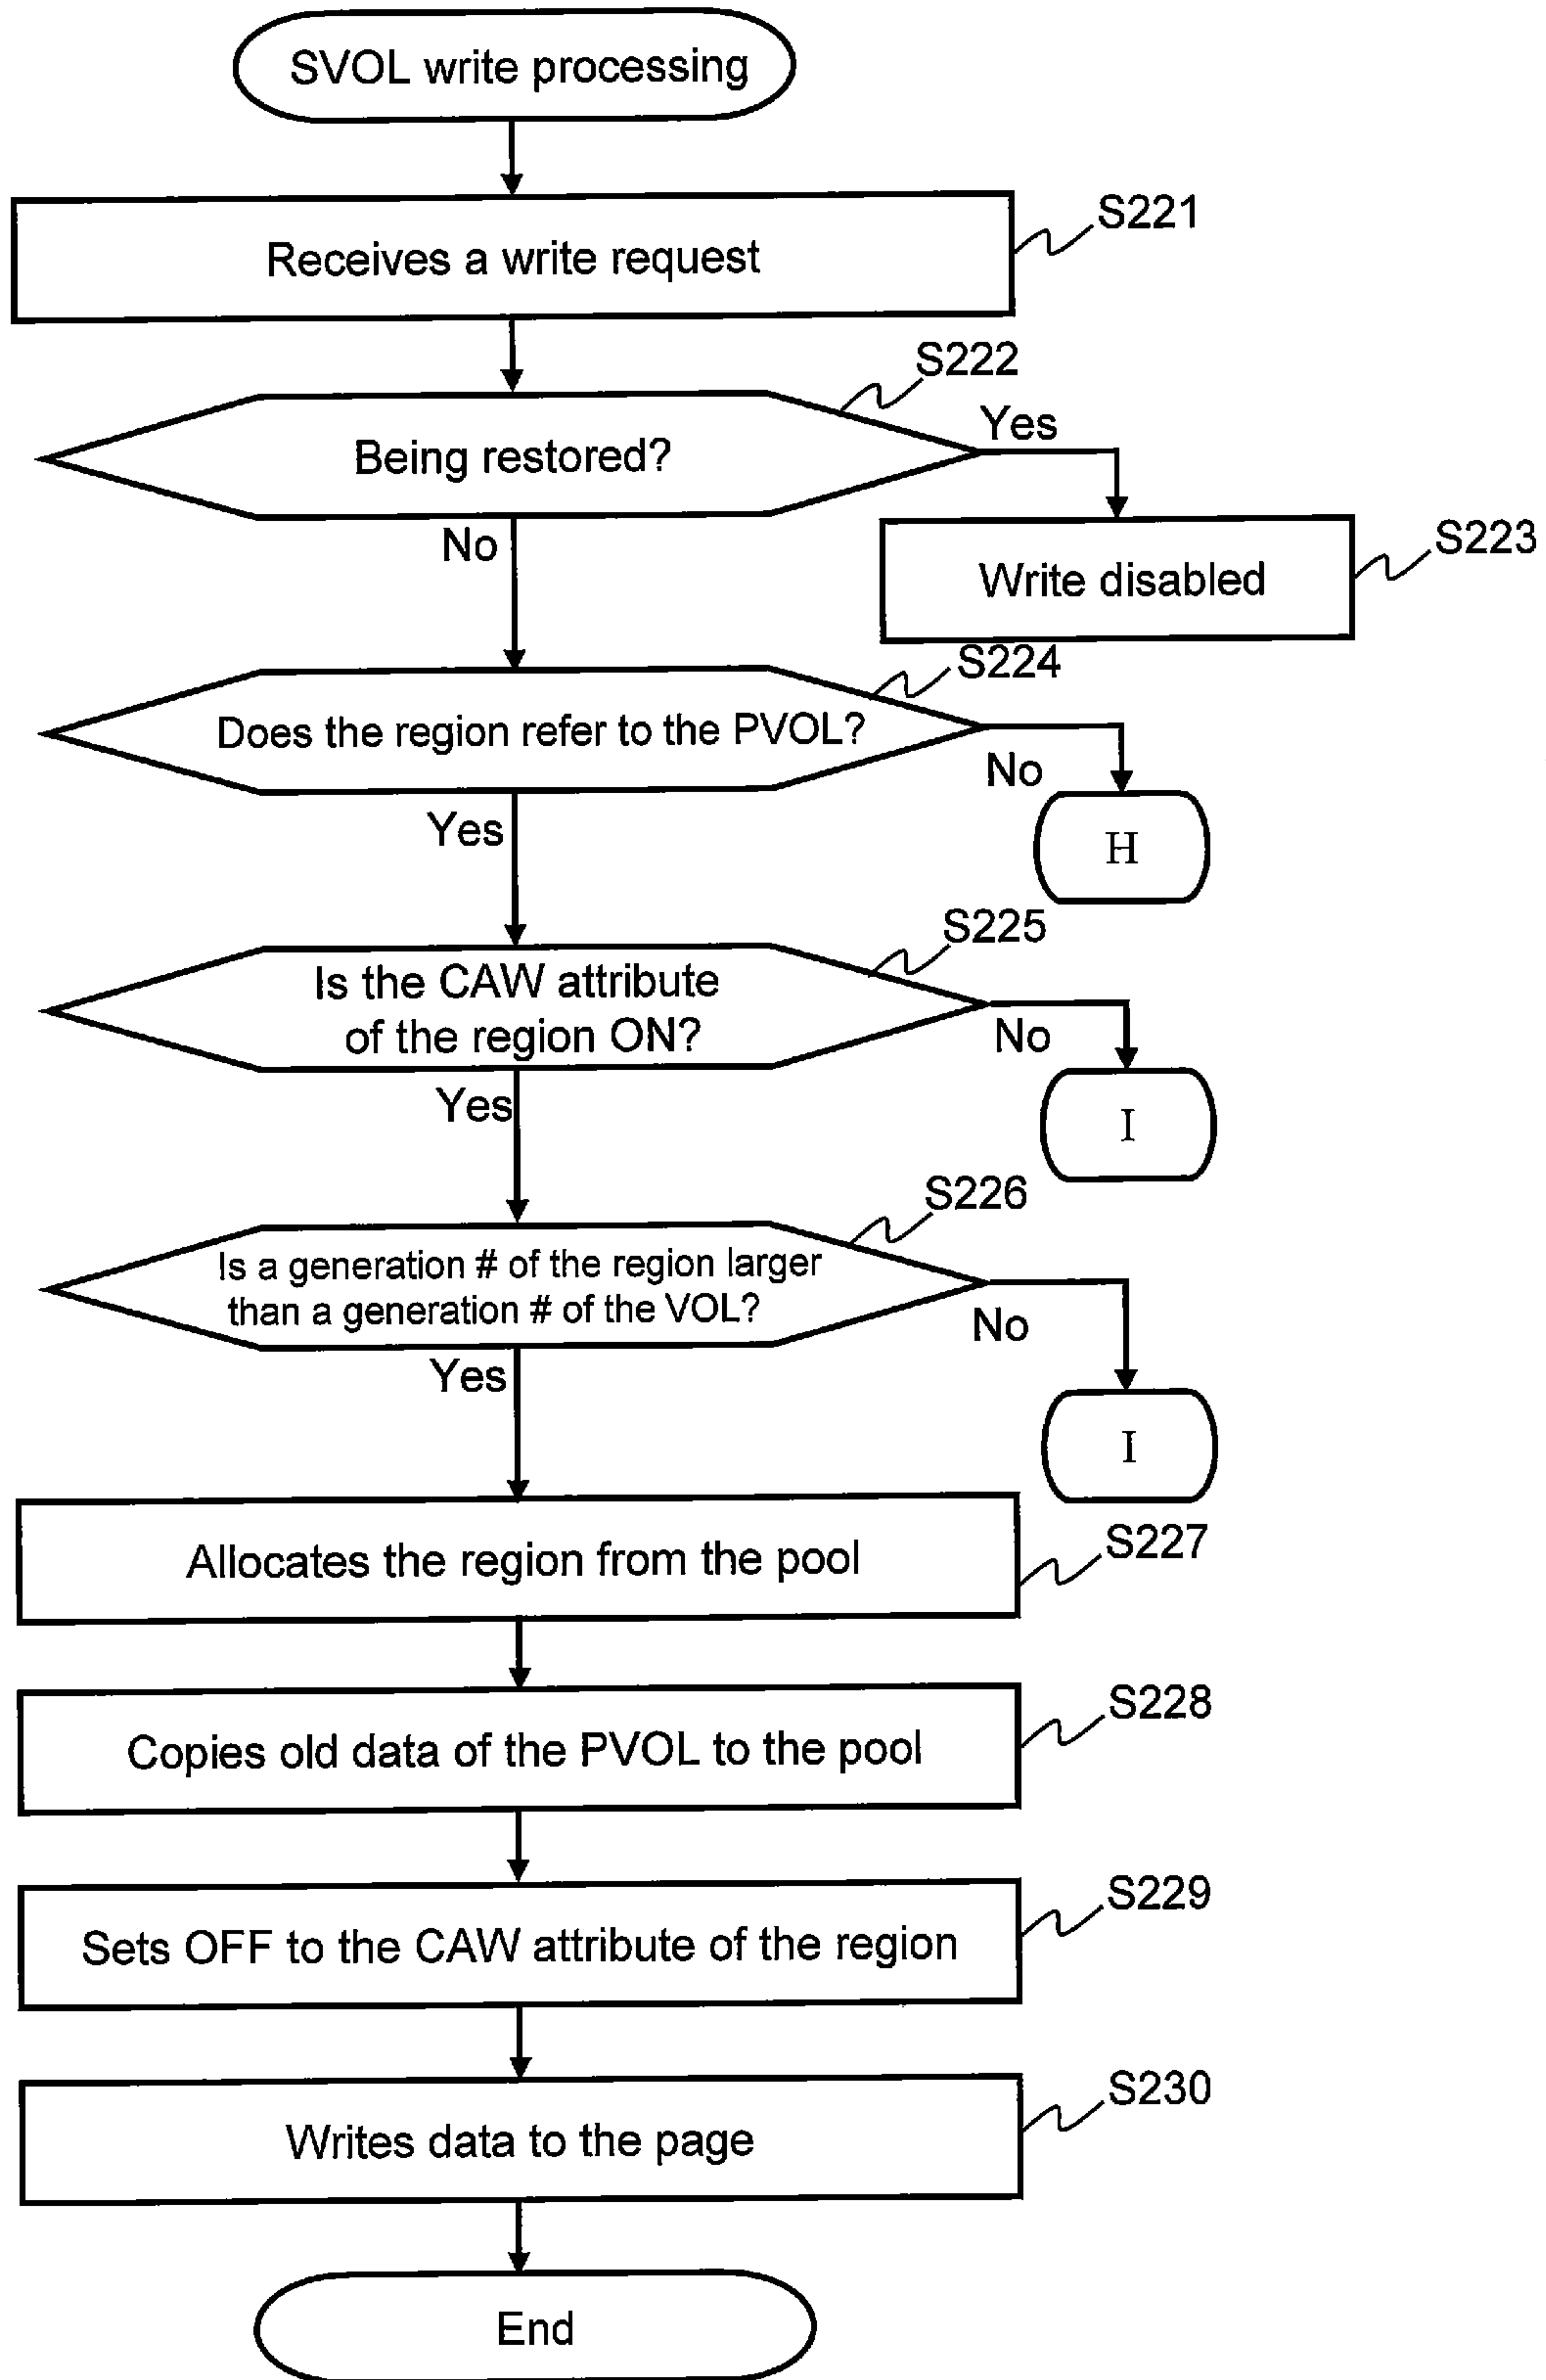 SVOL write processing
S221
Receives a write request
S222
Being restored?
Yes
No
S223
Write disabled
S224
Does the region refer to the PVOL?
No
H
Yes
S225
Is the CAW attribute
of the region ON?
No
I
Yes
S226
Is a generation # of the region larger
than a generation # of the VOL?
No
I
Yes
S227
Allocates the region from the pool
S228
Copies old data of the PVOL to the pool
S229
Sets OFF to the CAW attribute of the region
S230
Writes data to the page
End